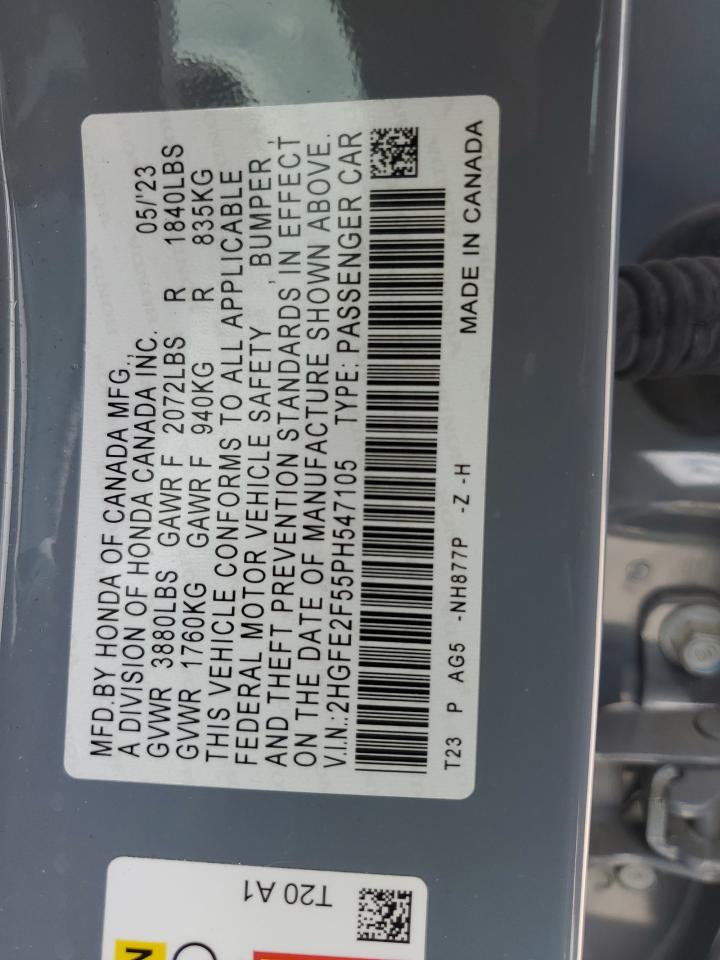 MFD.BY HONDA OF CANADA MFG.,
A DIVISION OF HONDA CANADA INC. 05/'23
GVWR 3880LBS GAWR F 2072LBS R 1840LBS
GVWR 1760KG GAWR F 940KG R 835KG
THIS VEHICLE CONFORMS TO ALL APPLICABLE
FEDERAL MOTOR VEHICLE SAFETY , BUMPER ,
AND THEFT PREVENTION STANDARDS IN EFFECT
ON THE DATE OF MANUFACTURE SHOWN ABOVE.
V.I.N.:2HGFE2F55PH547105 TYPE: PASSENGER CAR
T23 P AG5 -NH877P -Z -H MADE IN CANADA
T20 A1